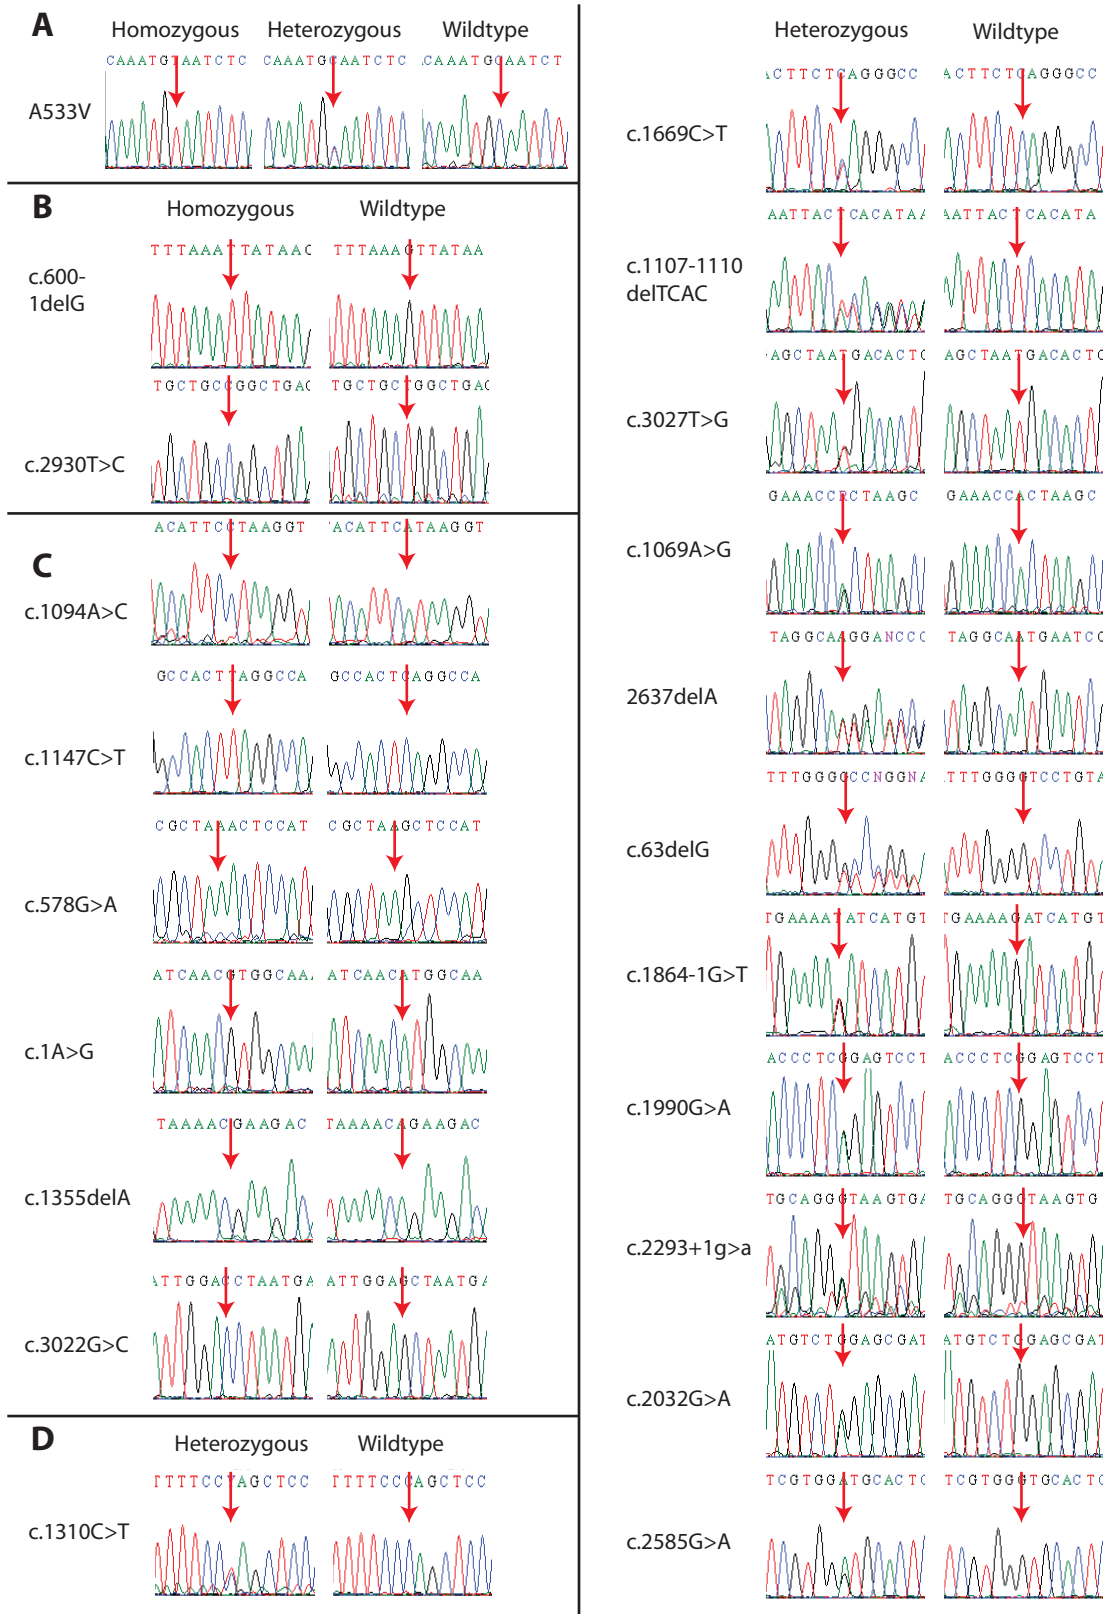 A
Homozygous Heterozygous Wildtype
CAAATGTAATCTC CAAATGCAATCTC CAAATGCAATCT
A533V
B
Homozygous Wildtype
TTTAAATTATAAC TTTAAAGTTATAA
c.600-
1delG
TGCTGCCGGCTGAC TGCTGCTGGCTGAC
c.2930T>C
C
ACATTCCTAAGGT ACATTCATAAGGT
c.1094A>C
GCCACTTAGGCCA GCCACTCAGGCCA
c.1147C>T
CGCTAAACTCCAT CGCTAAGCTCCAT
c.578G>A
ATCAACGTGGCAA ATCAACATGGCAA
c.1A>G
TAAAACGAAGAC TAAAACAGAAGAC
c.1355delA
ATTGGACCTAATGA ATTGGAGCTAATGA
c.3022G>C
D
Heterozygous Wildtype
TTTTCCYAGCTCC TTTTCCCAGCTCC
c.1310C>T
Heterozygous Wildtype
ACTTCTCAGGGCC ACTTCTCAGGGCC
c.1669C>T
AATTACTCACATAA AATTACTCACATA
c.1107-1110
delTCAC
AGCTAATGACACTC AGCTAATGACACTC
c.3027T>G
GAAACCRCTAAGC GAAACCACTAAGC
c.1069A>G
TAGGCAAGGANCCC TAGGCAATGAATCC
2637delA
TTTGGGGCCNGGNA TTTGGGGTCCTGTA
c.63delG
TGAAAATATCATGT TGAAAAGATCATGT
c.1864-1G>T
ACCCTCGGAGTCCT ACCCTCGGAGTCCT
c.1990G>A
TGCAGGGTAAGTGA TGCAGGGTAAGTG
c.2293+1g>a
ATGTCTGGAGCGAT ATGTCTGGAGCGAT
c.2032G>A
TCGTGGATGCACTC TCGTGGGTGCACTC
c.2585G>A